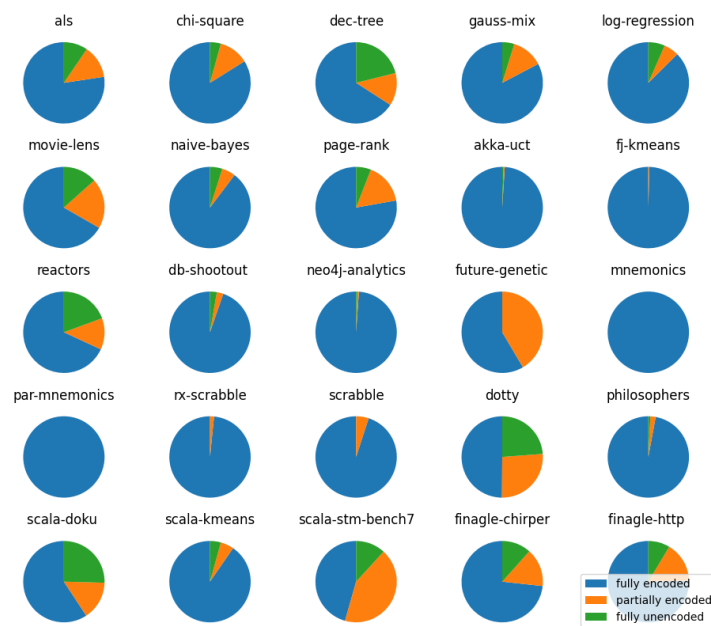 als chi-square dec-tree gauss-mix log-regression
movie-lens naive-bayes page-rank akka-uct fj-kmeans
reactors db-shootout neo4j-analytics future-genetic mnemonics
par-mnemonics rx-scrabble scrabble dotty philosophers
scala-doku scala-kmeans scala-stm-bench7 finagle-chirper finagle-http
fully encoded
partially encoded
fully unencoded